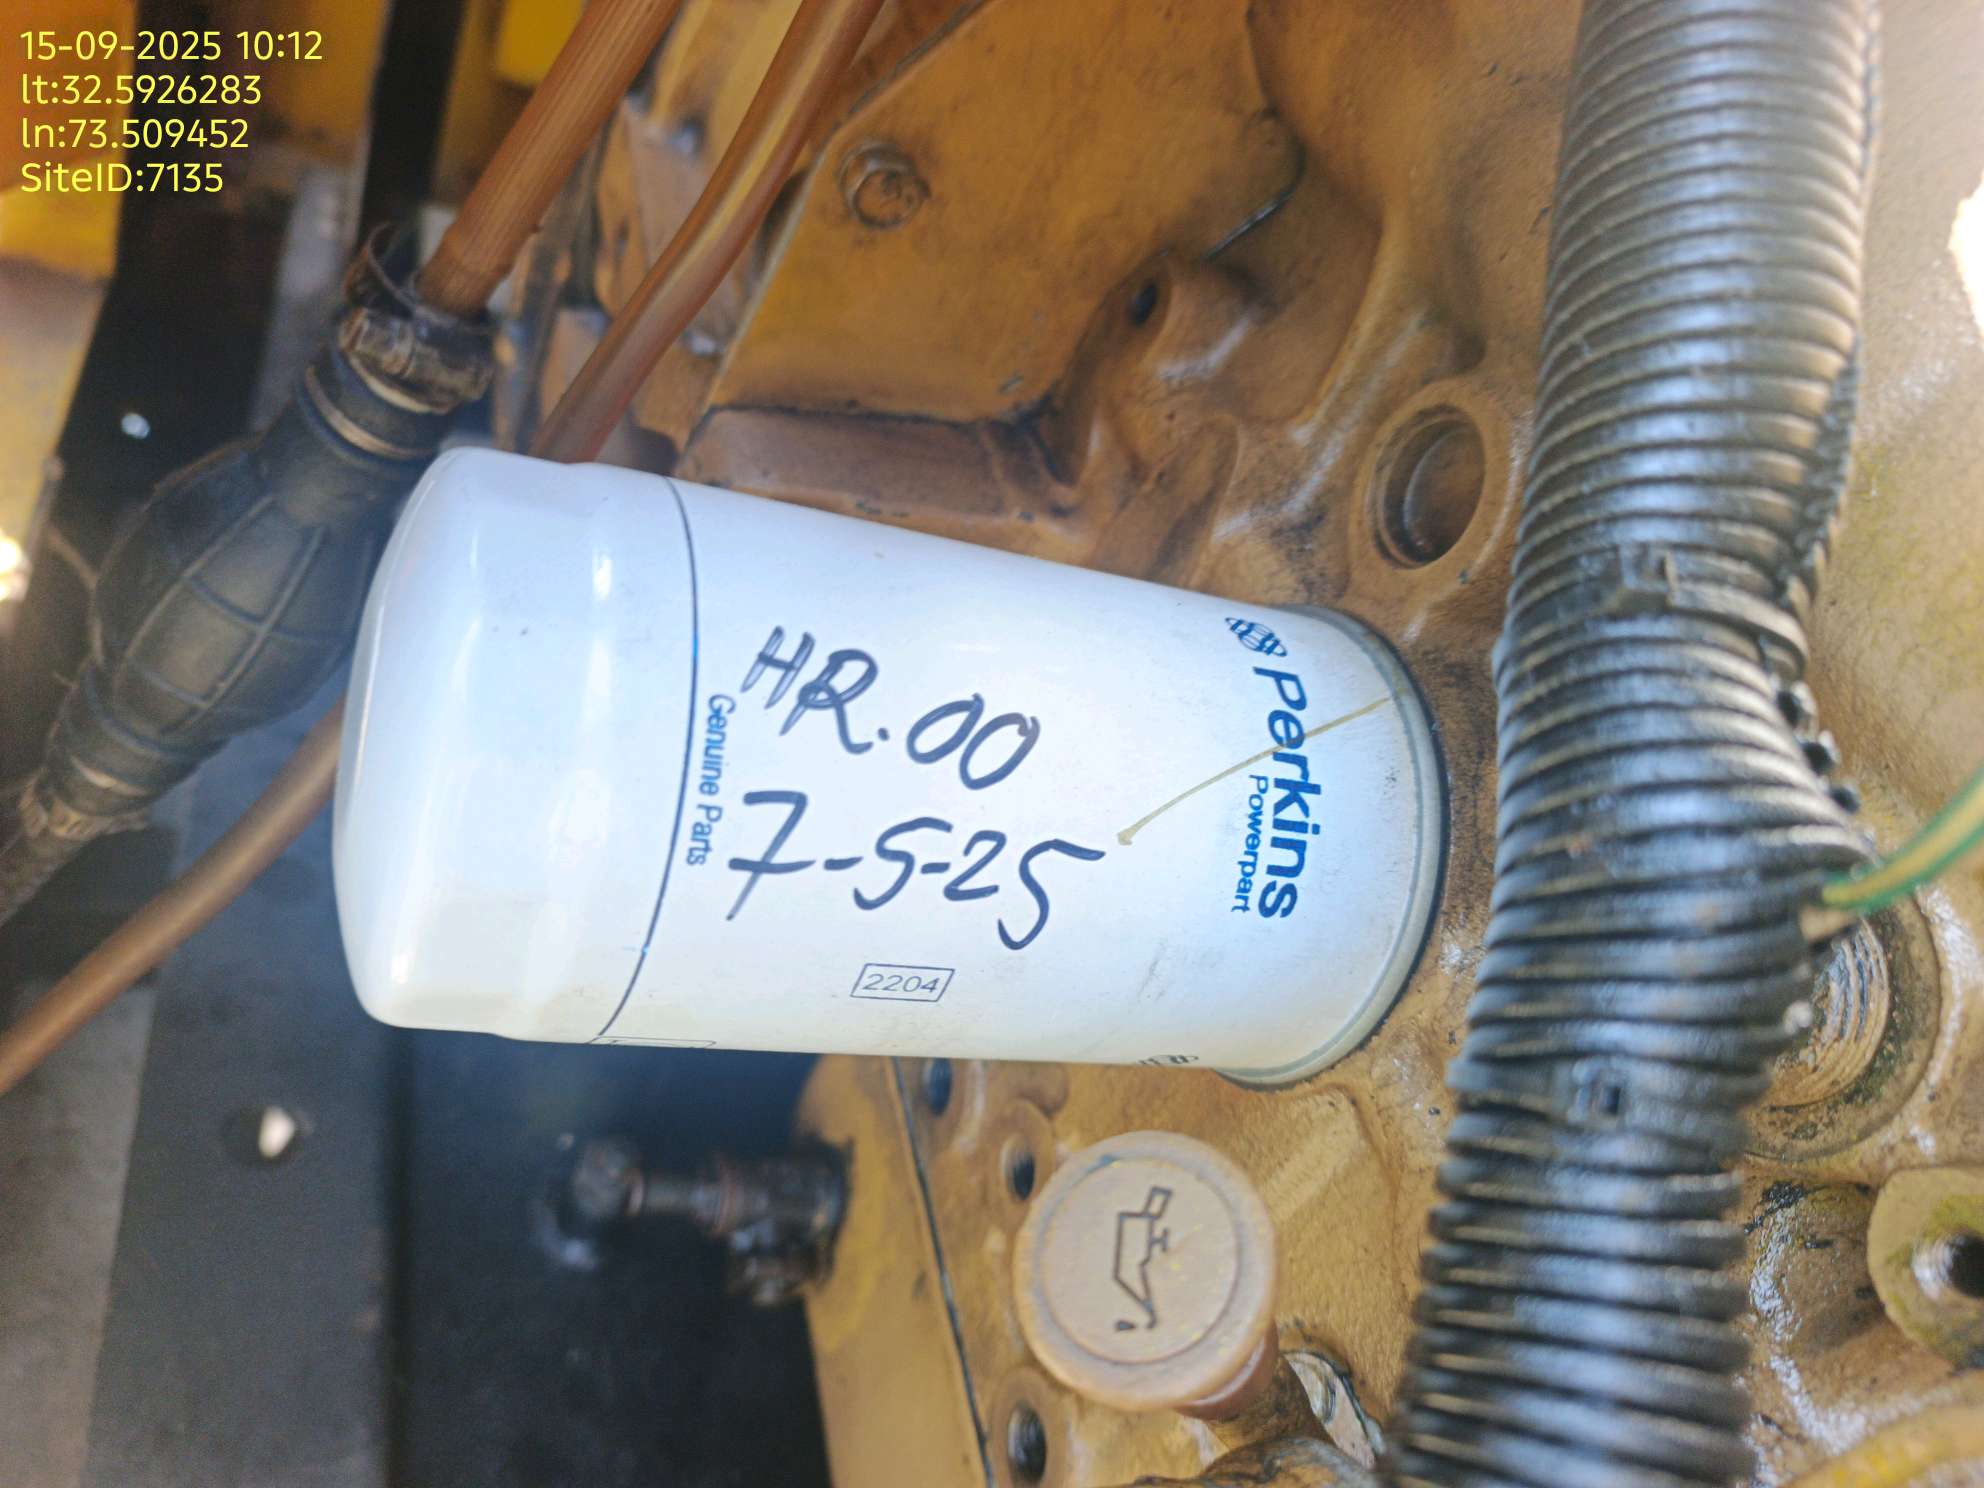 15-09-2025 10:12
lt:32.5926283
ln:73.509452
SiteID:7135
HR.00
7-5-25
Genuine Parts
Perkins
Powerpart
2204